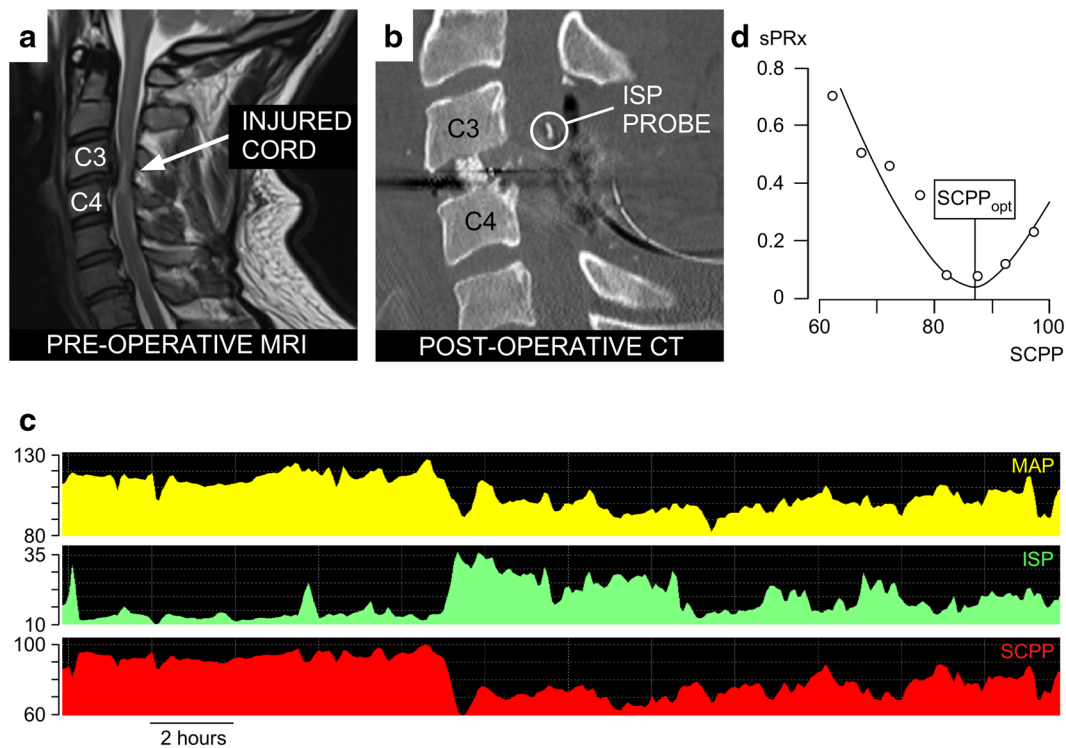 a
C3
C4
INJURED
CORD
PRE-OPERATIVE MRI
b
C3
C4
ISP
PROBE
POST-OPERATIVE CT
d
sPRx
0.8
0.6
0.4
0.2
0
SCPPopt
60
80
100
SCPP
c
130
80
MAP
35
10
ISP
100
60
SCPP
2 hours